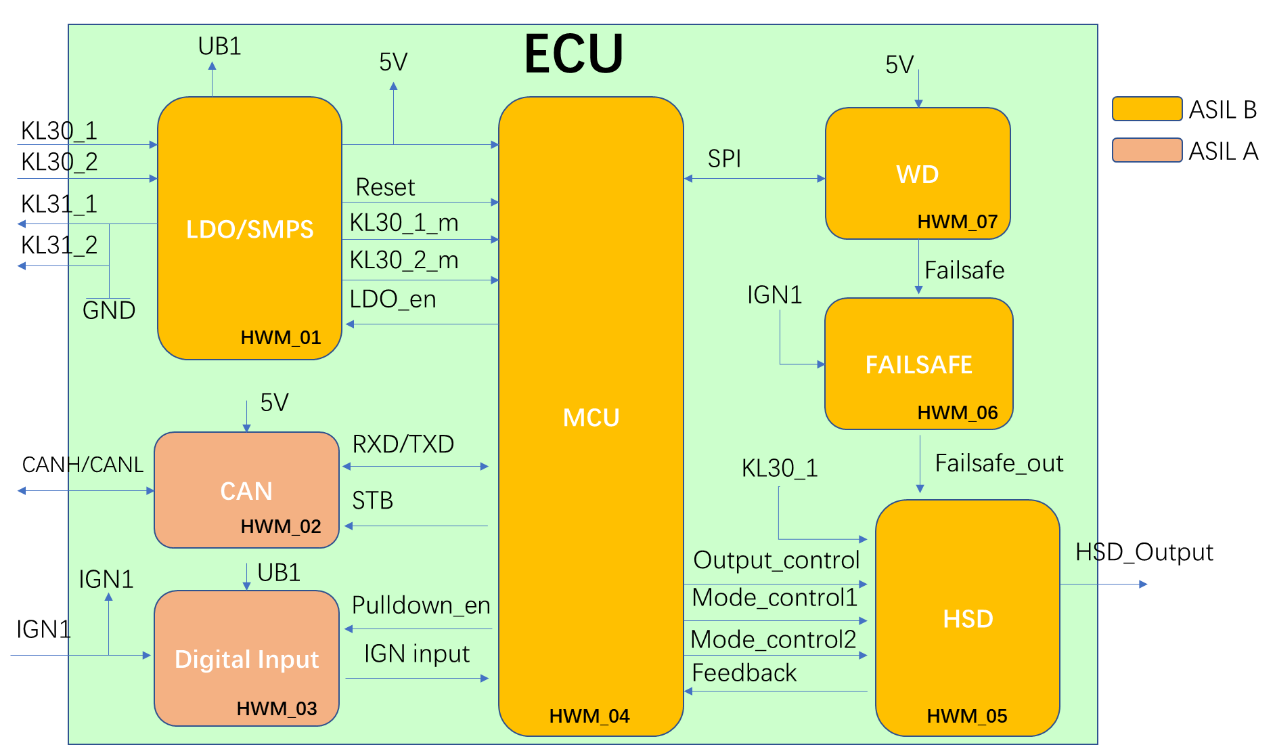 ECU
UB1
5V
5V
ASIL B
ASIL A
KL30_1
KL30_2
KL31_1
KL31_2
GND
LDO/SMPS
HWM_01
Reset
KL30_1_m
KL30_2_m
LDO_en
SPI
WD
HWM_07
Failsafe
IGN1
FAILSAFE
HWM_06
MCU
HWM_04
5V
CANH/CANL
CAN
HWM_02
RXD/TXD
STB
KL30_1
Failsafe_out
Output_control
Mode_control1
Mode_control2
Feedback
HSD
HWM_05
HSD_Output
UB1
IGN1
IGN1
Digital Input
HWM_03
Pulldown_en
IGN input